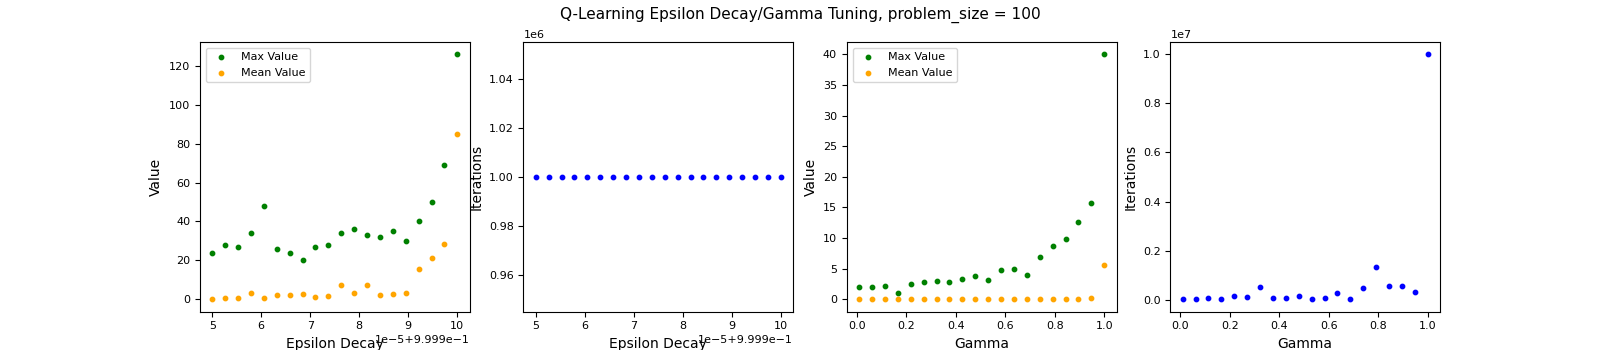 Q-Learning Epsilon Decay/Gamma Tuning, problem_size = 100
Max Value
Mean Value
Value
120
100
80
60
40
20
0
5 6 7 8 9 10
1e−5+9.999e−1
Epsilon Decay
1e6
Iterations
1.04
1.02
1.00
0.98
0.96
5 6 7 8 9 10
1e−5+9.999e−1
Epsilon Decay
Max Value
Mean Value
Value
40
35
30
25
20
15
10
5
0
0.0 0.2 0.4 0.6 0.8 1.0
Gamma
1e7
Iterations
1.0
0.8
0.6
0.4
0.2
0.0
0.0 0.2 0.4 0.6 0.8 1.0
Gamma